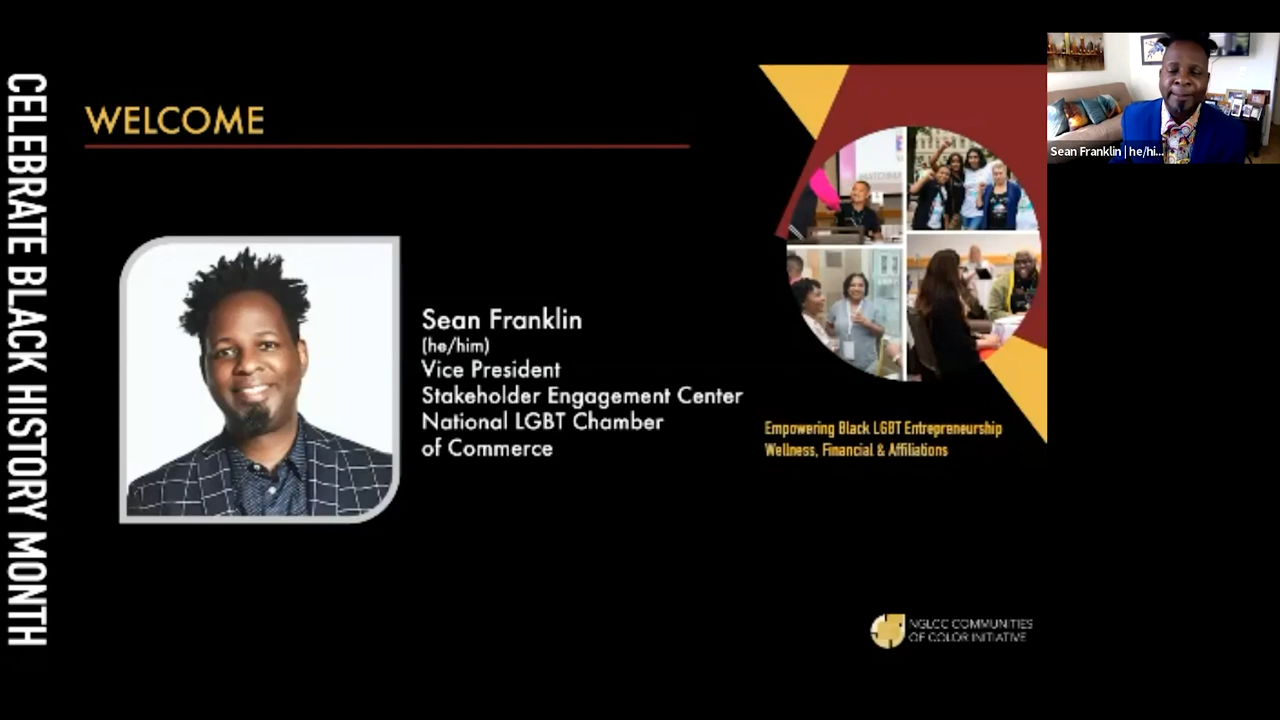 CELEBRATE BLACK HISTORY MONTH
WELCOME
Sean Franklin
(he/him)
Vice President
Stakeholder Engagement Center
National LGBT Chamber
of Commerce
Empowering Black LGBT Entrepreneurship
Wellness, Financial & Affiliations
NGLCC COMMUNITIES
OF COLOR INITIATIVE
Sean Franklin | he/hi...